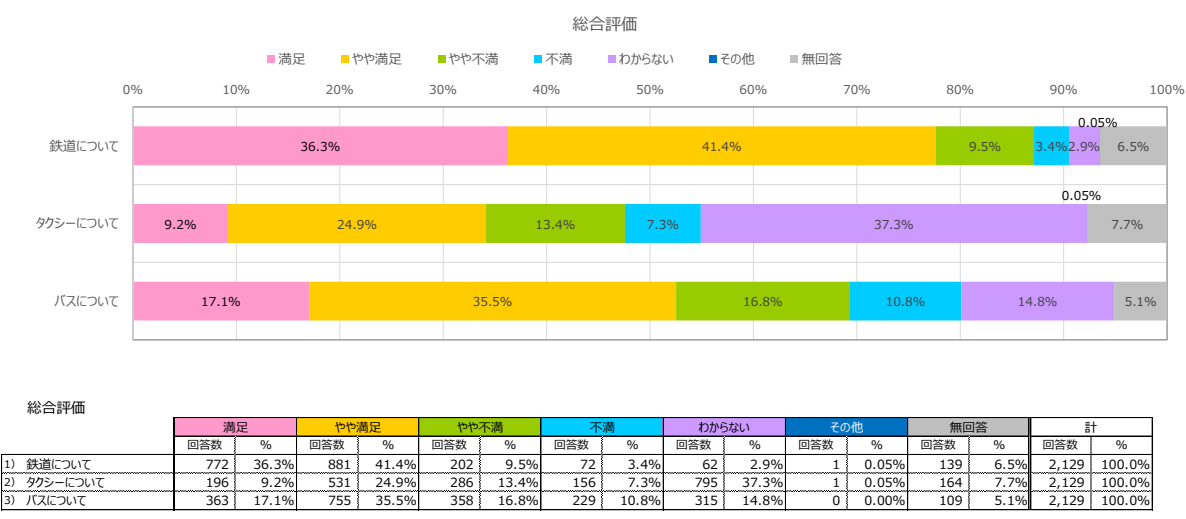 総合評価
満足 やや満足 やや不満 不満 わからない その他 無回答
0% 10% 20% 30% 40% 50% 60% 70% 80% 90% 100%
0.05%
鉄道について 36.3% 41.4% 9.5% 3.4% 2.9% 6.5%
0.05%
タクシーについて 9.2% 24.9% 13.4% 7.3% 37.3% 7.7%
バスについて 17.1% 35.5% 16.8% 10.8% 14.8% 5.1%
総合評価
満足 やや満足 やや不満 不満 わからない その他 無回答 計
回答数 % 回答数 % 回答数 % 回答数 % 回答数 % 回答数 % 回答数 % 回答数 %
1) 鉄道について 772 36.3% 881 41.4% 202 9.5% 72 3.4% 62 2.9% 1 0.05% 139 6.5% 2,129 100.0%
2) タクシーについて 196 9.2% 531 24.9% 286 13.4% 156 7.3% 795 37.3% 1 0.05% 164 7.7% 2,129 100.0%
3) バスについて 363 17.1% 755 35.5% 358 16.8% 229 10.8% 315 14.8% 0 0.00% 109 5.1% 2,129 100.0%